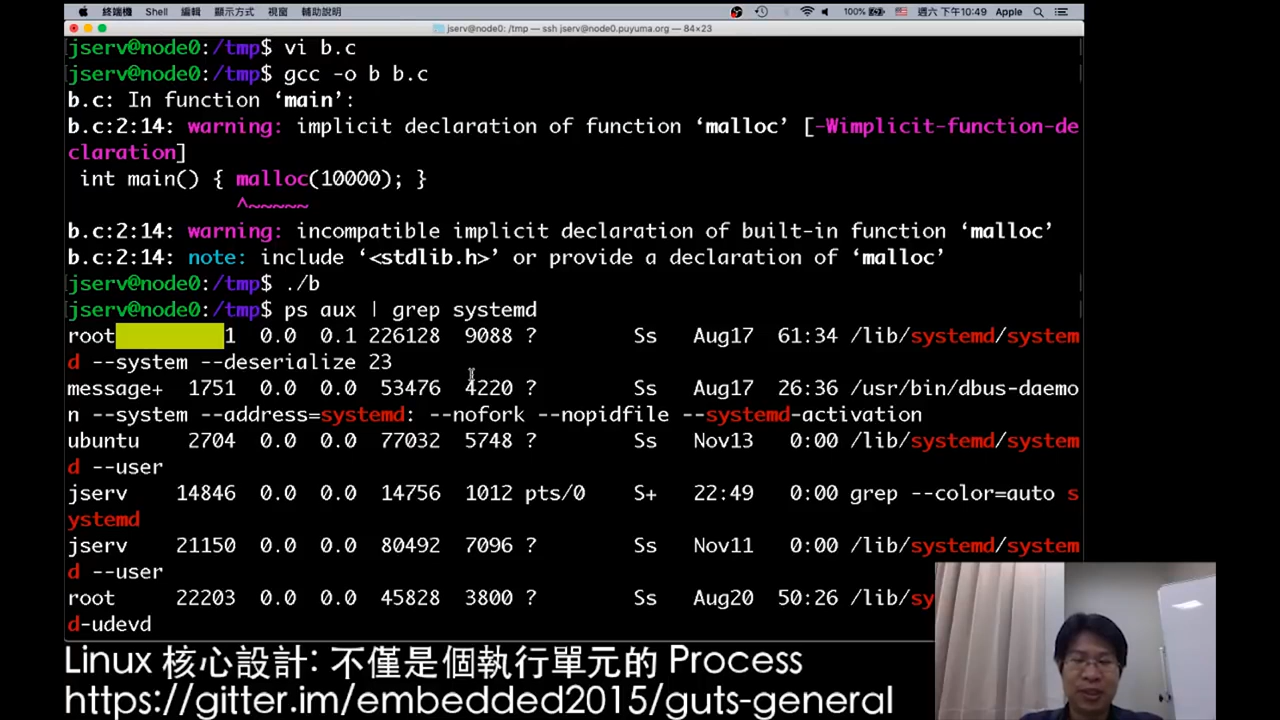 終端機 Shell 編輯 顯示方式 視窗 輔助說明 100% 週六 下午10:49 Apple
jserv@node0: /tmp — ssh jserv@node0.puyuma.org — 84×23
jserv@node0:/tmp$ vi b.c
jserv@node0:/tmp$ gcc -o b b.c
b.c: In function ‘main’:
b.c:2:14: warning: implicit declaration of function ‘malloc’ [-Wimplicit-function-de
claration]
int main() { malloc(10000); }
^~~~~~
b.c:2:14: warning: incompatible implicit declaration of built-in function ‘malloc’
b.c:2:14: note: include ‘<stdlib.h>’ or provide a declaration of ‘malloc’
jserv@node0:/tmp$ ./b
jserv@node0:/tmp$ ps aux | grep systemd
root 1 0.0 0.1 226128 9088 ? Ss Aug17 61:34 /lib/systemd/system
d --system --deserialize 23
message+ 1751 0.0 0.0 53476 4220 ? Ss Aug17 26:36 /usr/bin/dbus-daemo
n --system --address=systemd: --nofork --nopidfile --systemd-activation
ubuntu 2704 0.0 0.0 77032 5748 ? Ss Nov13 0:00 /lib/systemd/system
d --user
jserv 14846 0.0 0.0 14756 1012 pts/0 S+ 22:49 0:00 grep --color=auto s
ystemd
jserv 21150 0.0 0.0 80492 7096 ? Ss Nov11 0:00 /lib/systemd/system
d --user
root 22203 0.0 0.0 45828 3800 ? Ss Aug20 50:26 /lib/sy
d-udevd
Linux 核心設計: 不僅是個執行單元的 Process
https://gitter.im/embedded2015/guts-general